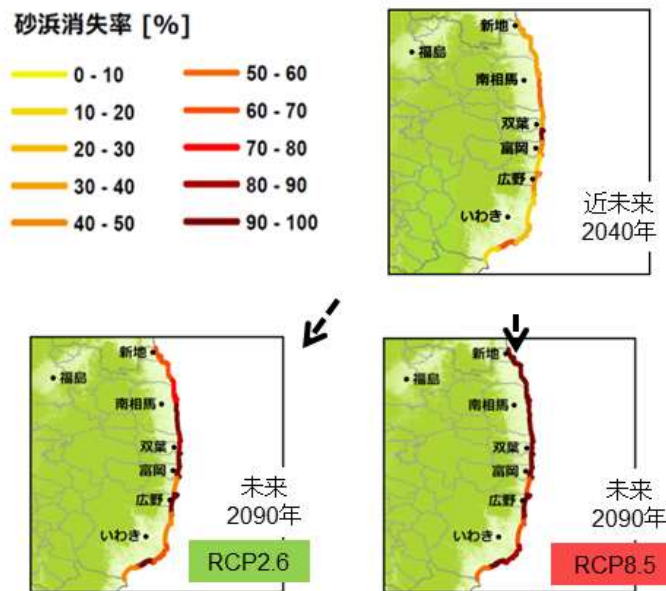 砂浜消失率 [%]
0 - 10
10 - 20
20 - 30
30 - 40
40 - 50
50 - 60
60 - 70
70 - 80
80 - 90
90 - 100
新地
福島
南相馬
双葉
富岡
広野
いわき
近未来
2040年
新地
福島
南相馬
双葉
富岡
広野
いわき
未来
2090年
RCP2.6
新地
福島
南相馬
双葉
富岡
広野
いわき
未来
2090年
RCP8.5